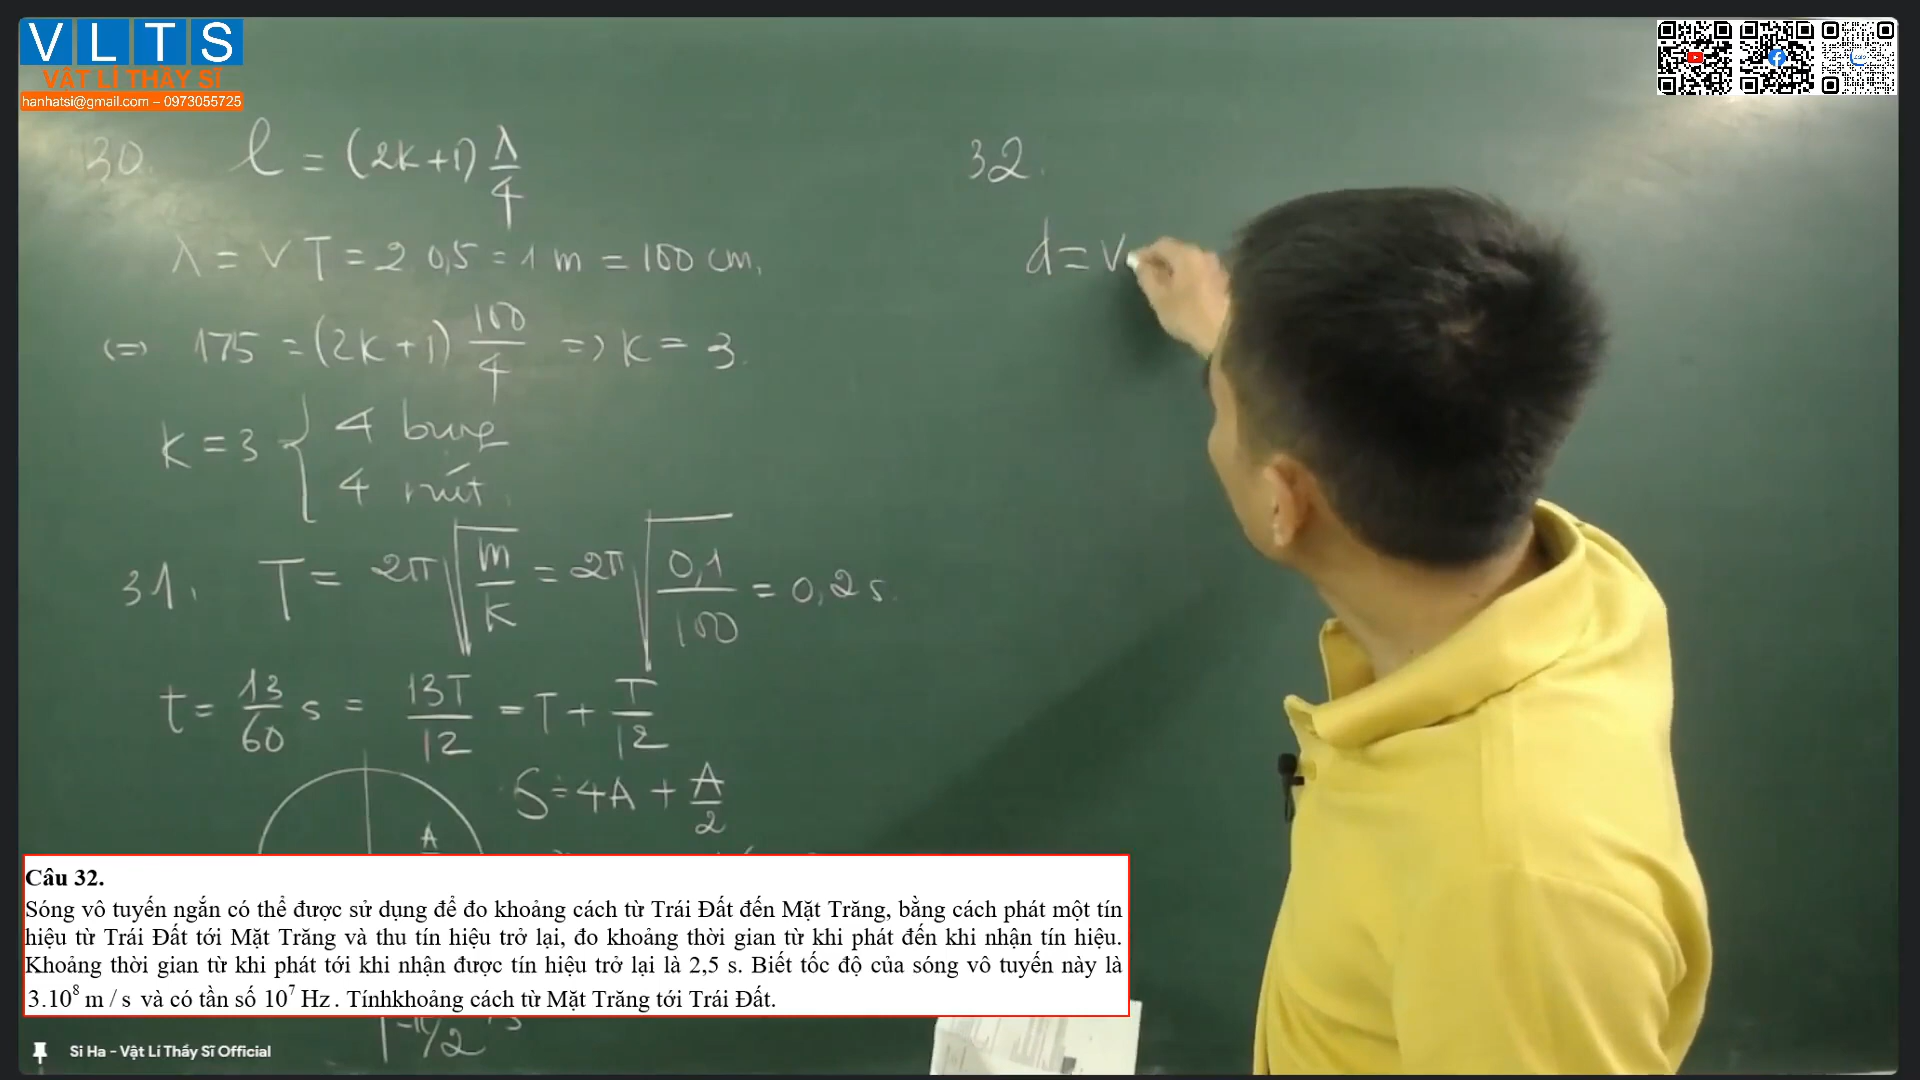 VLTS
VẬT LÍ THẦY SĨ
hanhatsi@gmail.com – 0973055725
30. l = (2k+1) λ/4
λ = v T = 2 0,5 = 1 m = 100 cm.
<=> 175 = (2k+1) 100/4 => k = 3.
k = 3 { 4 bụng
4 nút.
31. T = 2π √(m/k) = 2π √(0,1/100) = 0,2 s.
t = 13/60 s = 13T/12 = T + T/12
S = 4A + A/2
A
-π/2
32.
d = v
Câu 32.
Sóng vô tuyến ngắn có thể được sử dụng để đo khoảng cách từ Trái Đất đến Mặt Trăng, bằng cách phát một tín
hiệu từ Trái Đất tới Mặt Trăng và thu tín hiệu trở lại, đo khoảng thời gian từ khi phát đến khi nhận tín hiệu.
Khoảng thời gian từ khi phát tới khi nhận được tín hiệu trở lại là 2,5 s. Biết tốc độ của sóng vô tuyến này là
3.10⁸ m / s và có tần số 10⁷ Hz . Tínhkhoảng cách từ Mặt Trăng tới Trái Đất.
Si Ha - Vật Lí Thầy Sĩ Official